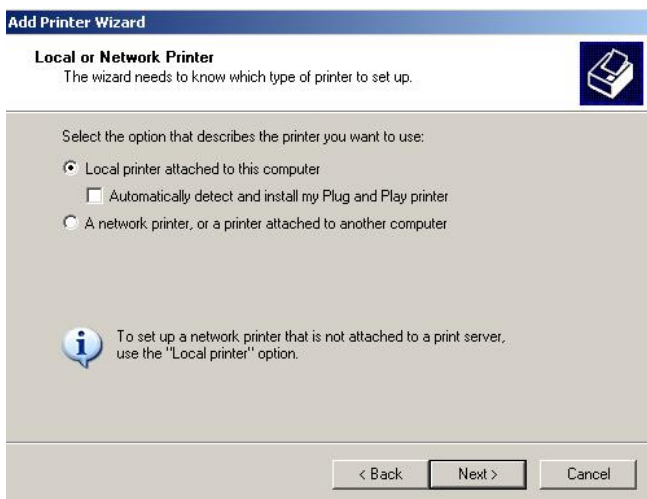 Add Printer Wizard
Local or Network Printer
The wizard needs to know which type of printer to set up.
Select the option that describes the printer you want to use:
Local printer attached to this computer
Automatically detect and install my Plug and Play printer
A network printer, or a printer attached to another computer
To set up a network printer that is not attached to a print server,
use the "Local printer" option.
< Back
Next >
Cancel